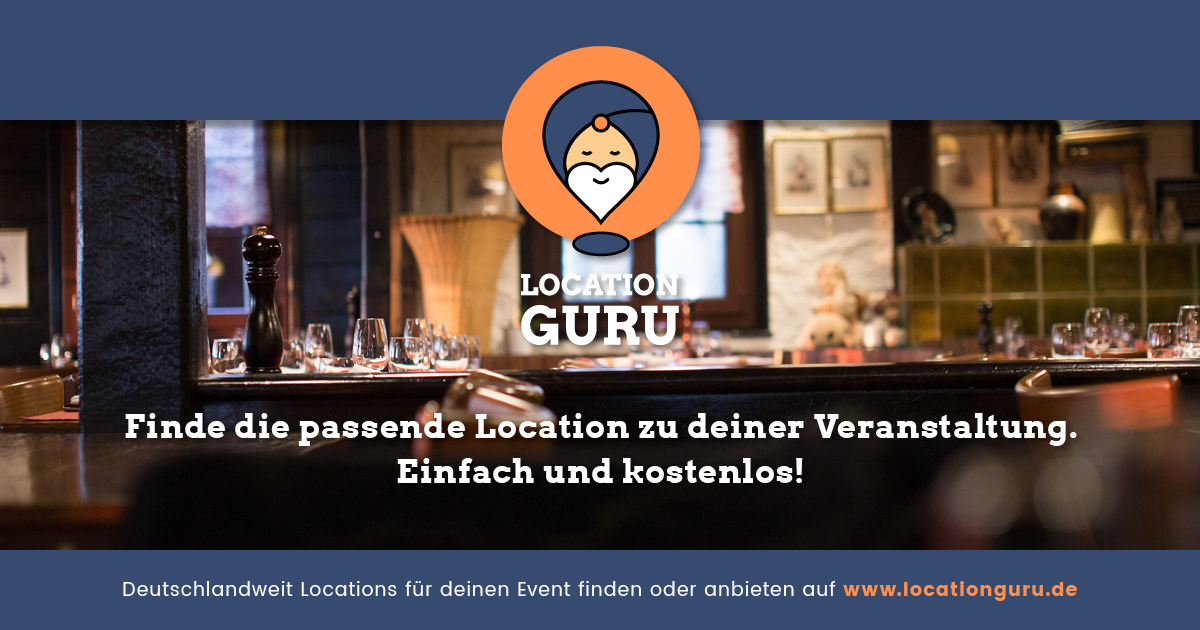 LOCATION
GURU
Finde die passende Location zu deiner Veranstaltung.
Einfach und kostenlos!
Deutschlandweit Locations für deinen Event finden oder anbieten auf www.locationguru.de